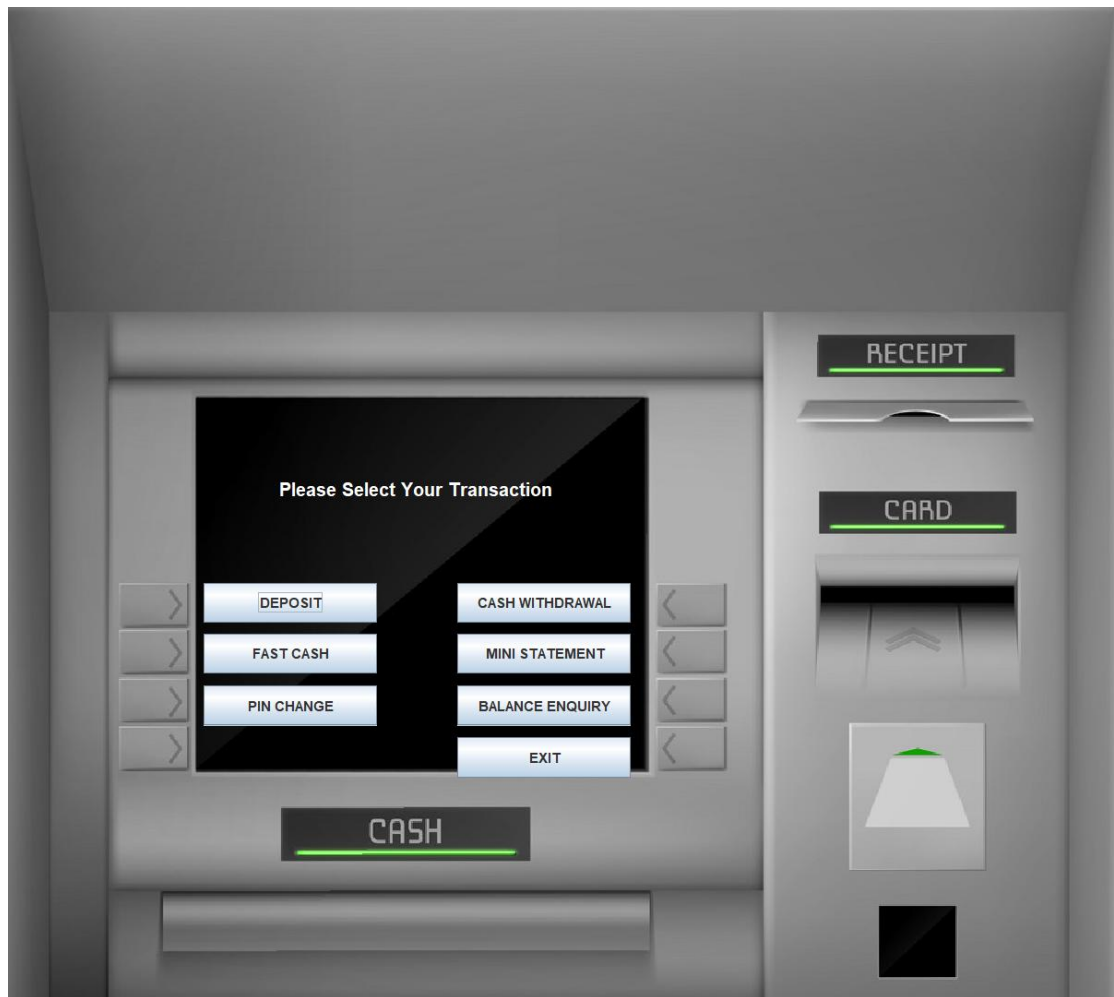 RECEIPT
Please Select Your Transaction
CARD
DEPOSIT
CASH WITHDRAWAL
FAST CASH
MINI STATEMENT
PIN CHANGE
BALANCE ENQUIRY
EXIT
CASH